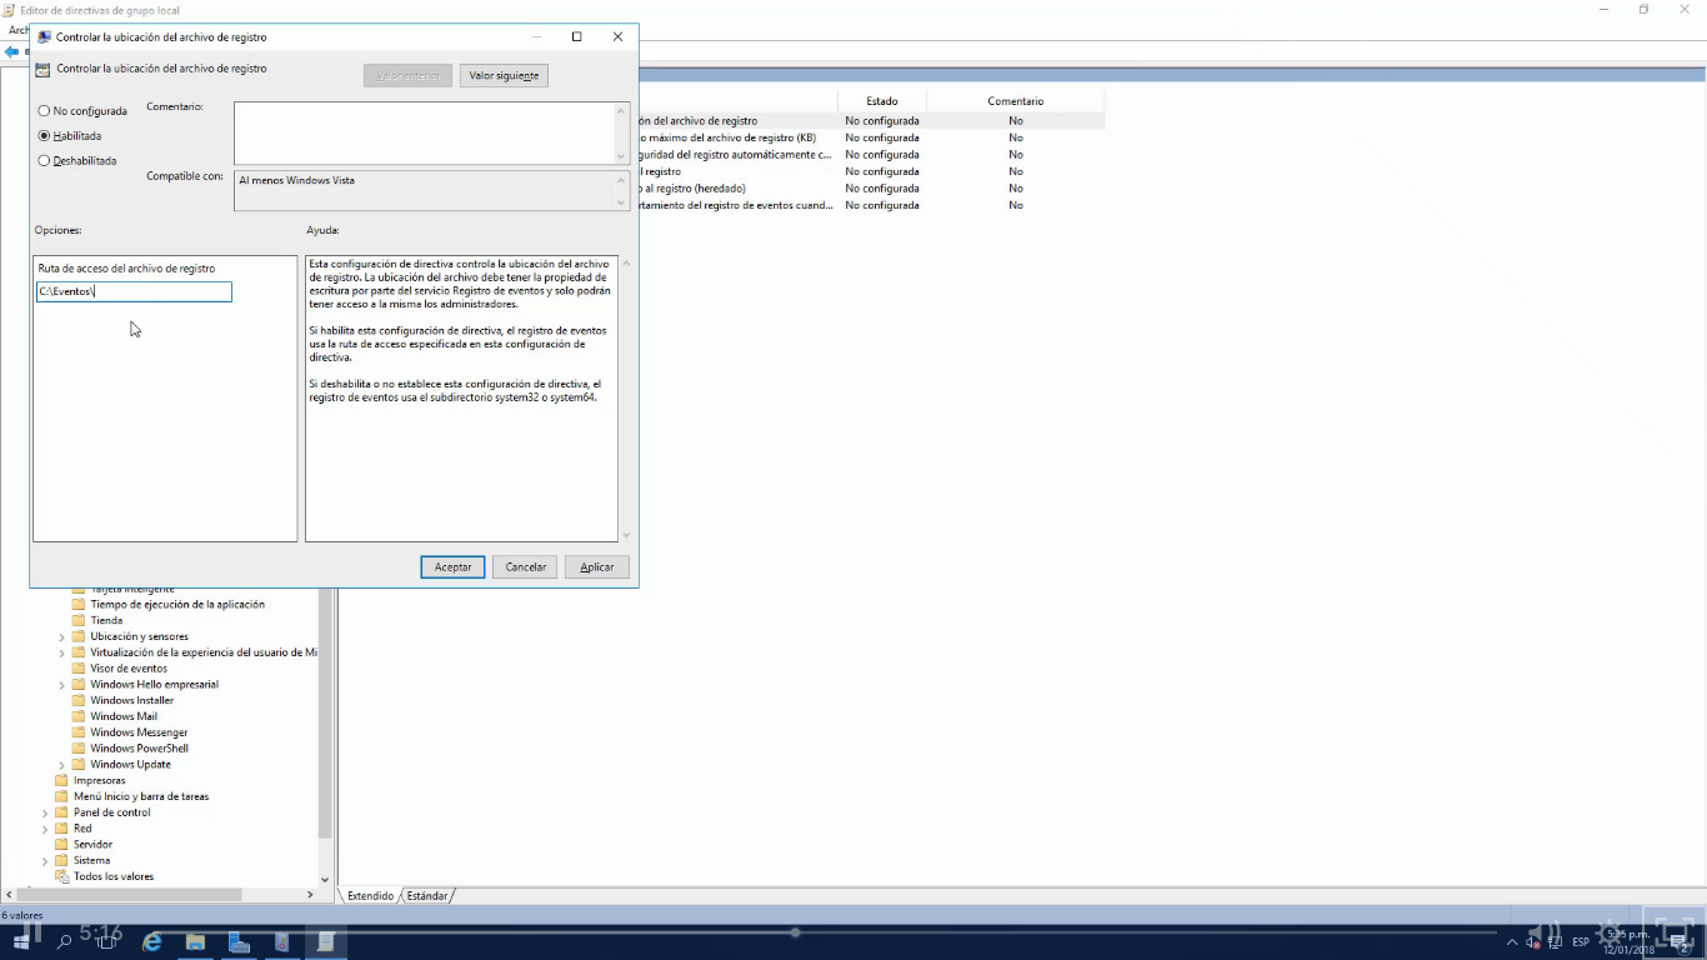 Editor de directivas de grupo local
Arch
Controlar la ubicación del archivo de registro
Controlar la ubicación del archivo de registro
Valor anterior
Valor siguiente
No configurada
Habilitada
Deshabilitada
Comentario:
Compatible con:
Al menos Windows Vista
Opciones:
Ayuda:
Ruta de acceso del archivo de registro
C:\Eventos\
Esta configuración de directiva controla la ubicación del archivo
de registro. La ubicación del archivo debe tener la propiedad de
escritura por parte del servicio Registro de eventos y solo podrán
tener acceso a la misma los administradores.
Si habilita esta configuración de directiva, el registro de eventos
usa la ruta de acceso especificada en esta configuración de
directiva.
Si deshabilita o no establece esta configuración de directiva, el
registro de eventos usa el subdirectorio system32 o system64.
Aceptar
Cancelar
Aplicar
Estado
Comentario
ón del archivo de registro No configurada No
o máximo del archivo de registro (KB) No configurada No
guridad del registro automáticamente c... No configurada No
al registro No configurada No
o al registro (heredado) No configurada No
rtamiento del registro de eventos cuand... No configurada No
Tarjeta inteligente
Tiempo de ejecución de la aplicación
Tienda
Ubicación y sensores
Virtualización de la experiencia del usuario de Mi
Visor de eventos
Windows Hello empresarial
Windows Installer
Windows Mail
Windows Messenger
Windows PowerShell
Windows Update
Impresoras
Menú Inicio y barra de tareas
Panel de control
Red
Servidor
Sistema
Todos los valores
Extendido
Estándar
6 valores
5:16
ESP
5:35 p.m.
12/01/2018
2